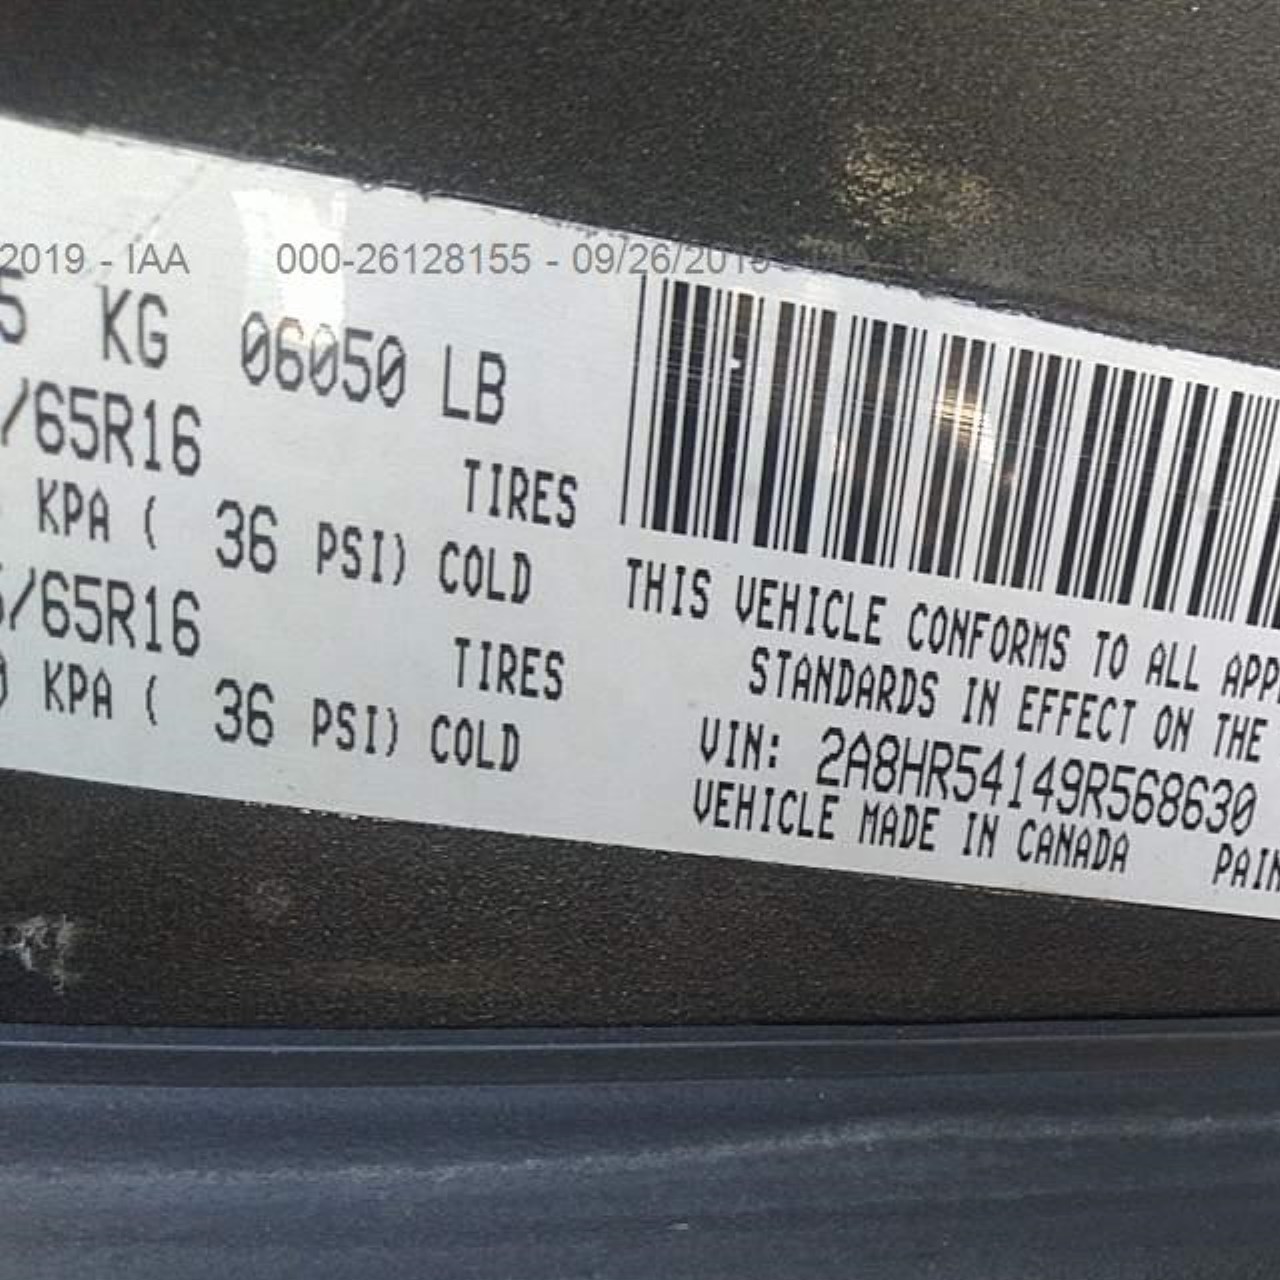 2019 - IAA 000-26128155 - 09/26/2019
5 KG 06050 LB
/65R16
TIRES
KPA ( 36 PSI) COLD
5/65R16
TIRES
0 KPA ( 36 PSI) COLD
THIS VEHICLE CONFORMS TO ALL APP
STANDARDS IN EFFECT ON THE
VIN: 2A8HR54149R568630
VEHICLE MADE IN CANADA PAIN